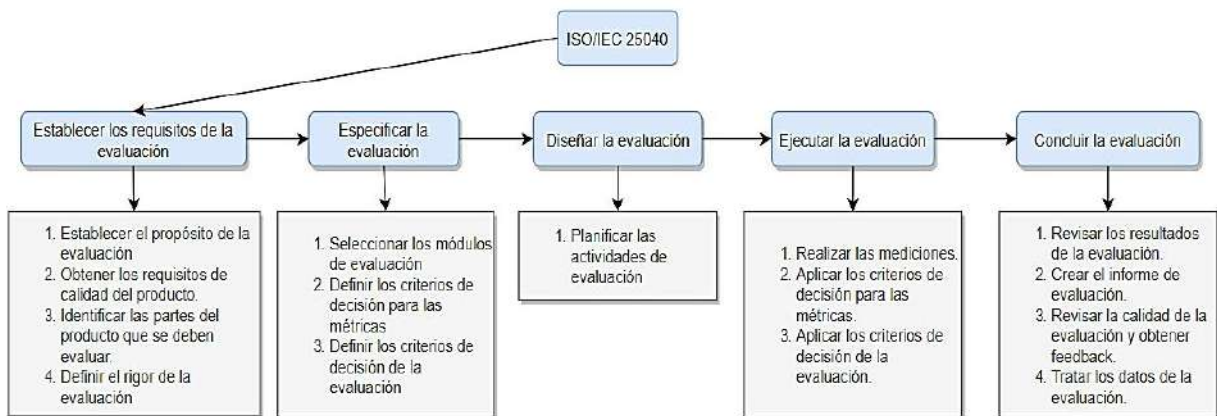 ISO/IEC 25040
Establecer los requisitos de la
evaluación
Especificar la
evaluación
Diseñar la evaluación
Ejecutar la evaluación
Concluir la evaluación
1. Establecer el propósito de la
evaluación
2. Obtener los requisitos de
calidad del producto.
3. Identificar las partes del
producto que se deben
evaluar.
4. Definir el rigor de la
evaluación
1. Seleccionar los módulos
de evaluación
2. Definir los criterios de
decisión para las
métricas
3. Definir los criterios de
decisión de la
evaluación
1. Planificar las
actividades de
evaluación
1. Realizar las mediciones.
2. Aplicar los criterios de
decisión para las
métricas.
3. Aplicar los criterios de
decisión de la
evaluación.
1. Revisar los resultados
de la evaluación.
2. Crear el informe de
evaluación.
3. Revisar la calidad de la
evaluación y obtener
feedback.
4. Tratar los datos de la
evaluación.